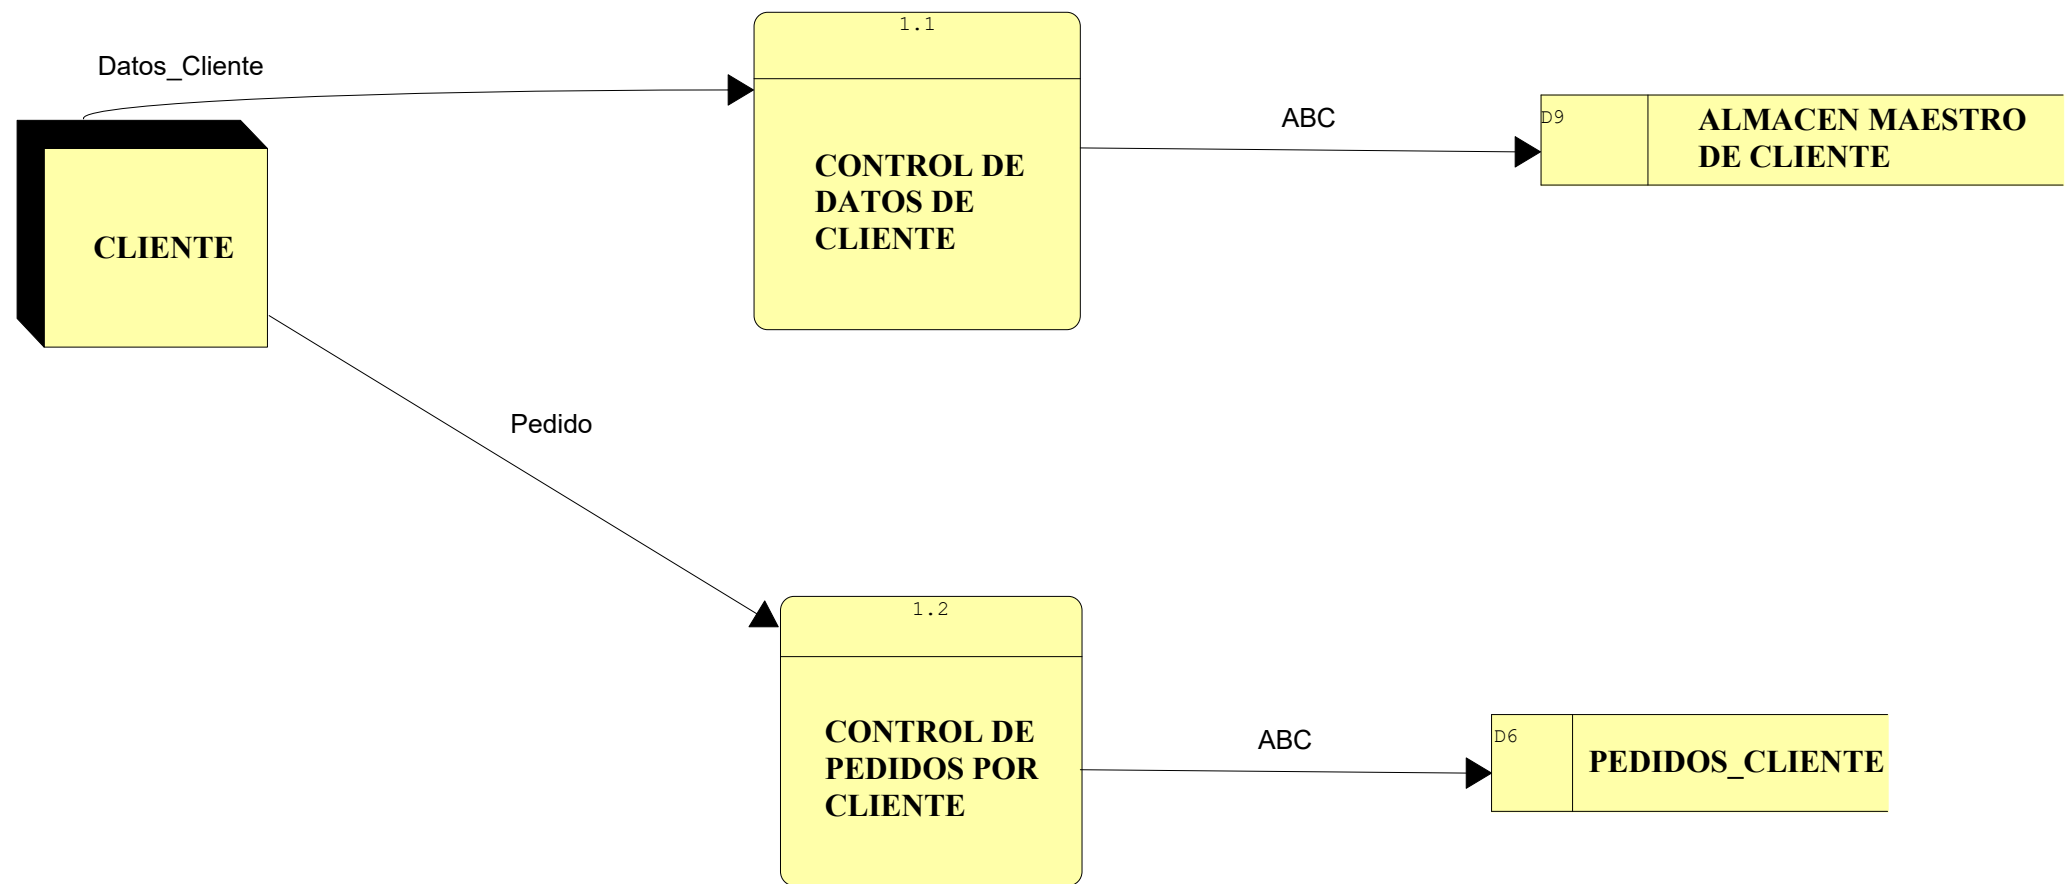 1.1
Datos_Cliente
ABC
D9
ALMACEN MAESTRO
DE CLIENTE
CONTROL DE
DATOS DE
CLIENTE
CLIENTE
Pedido
1.2
CONTROL DE
PEDIDOS POR
CLIENTE
ABC
D6
PEDIDOS_CLIENTE